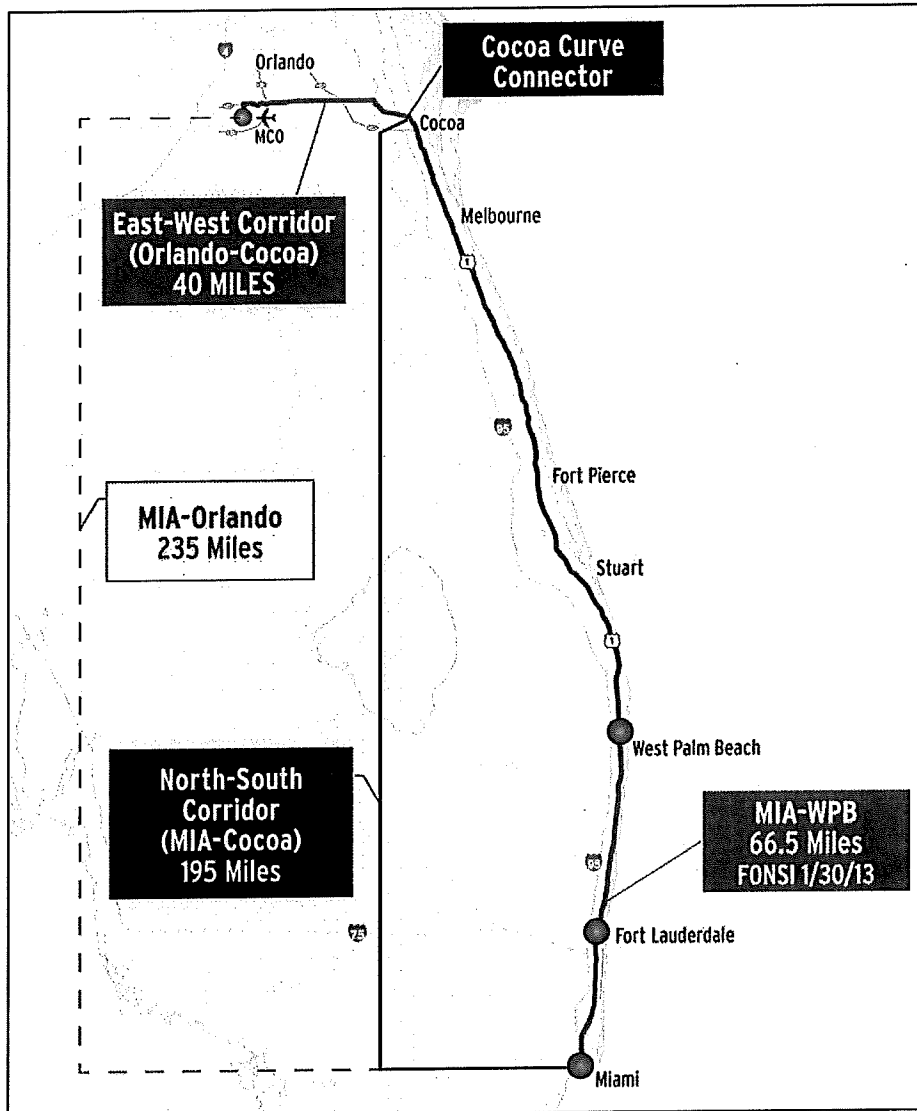 Cocoa Curve
Connector
4
Orlando
MCO
Cocoa
East-West Corridor
(Orlando-Cocoa)
40 MILES
Melbourne
1
95
Fort Pierce
MIA-Orlando
235 Miles
Stuart
1
West Palm Beach
North-South
Corridor
(MIA-Cocoa)
195 Miles
MIA-WPB
66.5 Miles
FONSI 1/30/13
95
75
Fort Lauderdale
Miami